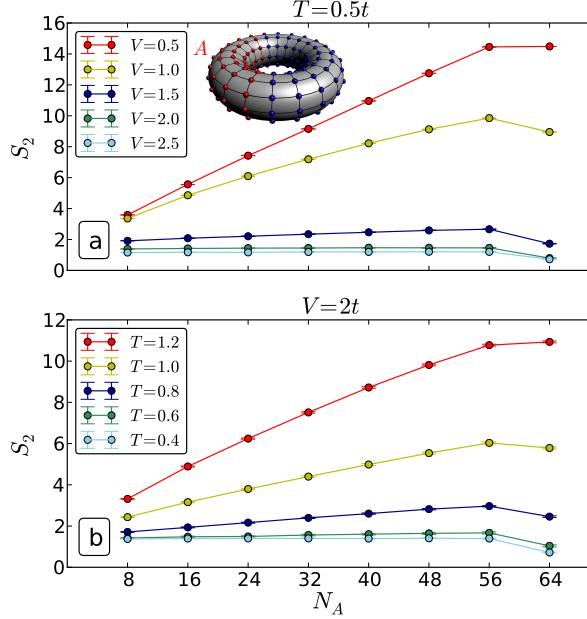 T=0.5t
16
14
12
10
8
6
4
2
0
S₂
V=0.5
V=1.0
V=1.5
V=2.0
V=2.5
A
a
V=2t
12
10
8
6
4
2
0
S₂
T=1.2
T=1.0
T=0.8
T=0.6
T=0.4
b
8 16 24 32 40 48 56 64
N_A